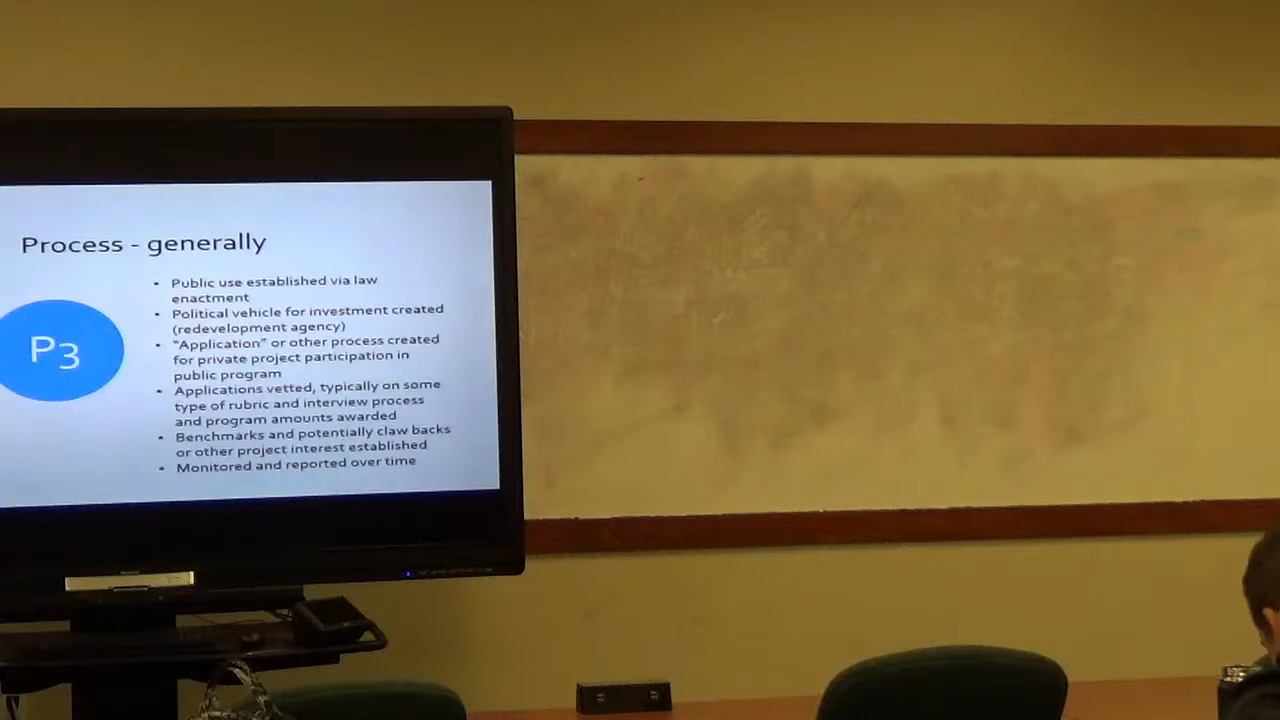 Process - generally
P3
• Public use established via law
enactment
• Political vehicle for investment created
(redevelopment agency)
• "Application" or other process created
for private project participation in
public program
• Applications vetted, typically on some
type of rubric and interview process
and program amounts awarded
• Benchmarks and potentially claw backs
or other project interest established
• Monitored and reported over time